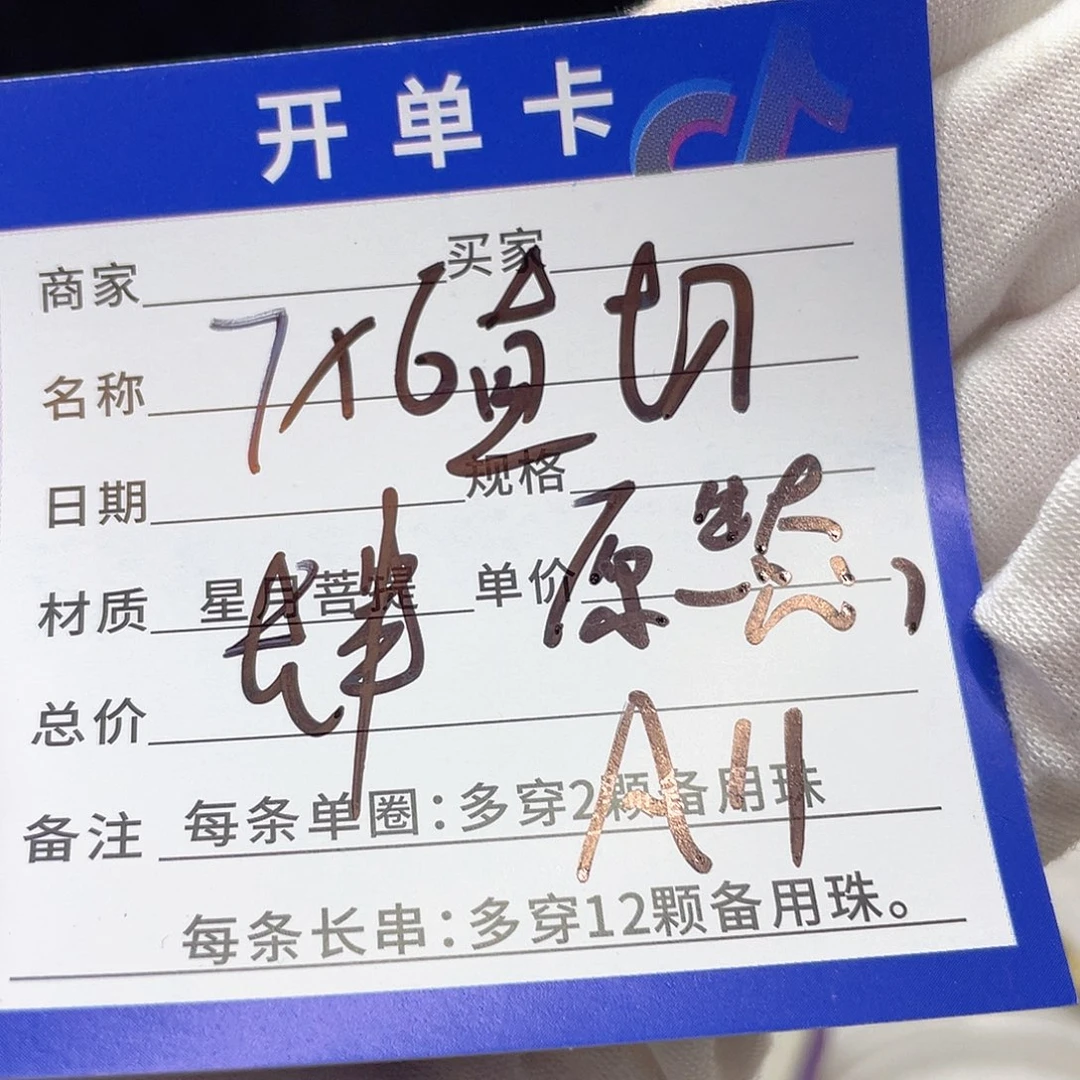 开单卡
商家 买家
名称 7x6直切
日期 规格
材质 星月菩提 单价
总价
A11
备注 每条单圈:多穿2颗备用珠
每条长串:多穿12颗备用珠。